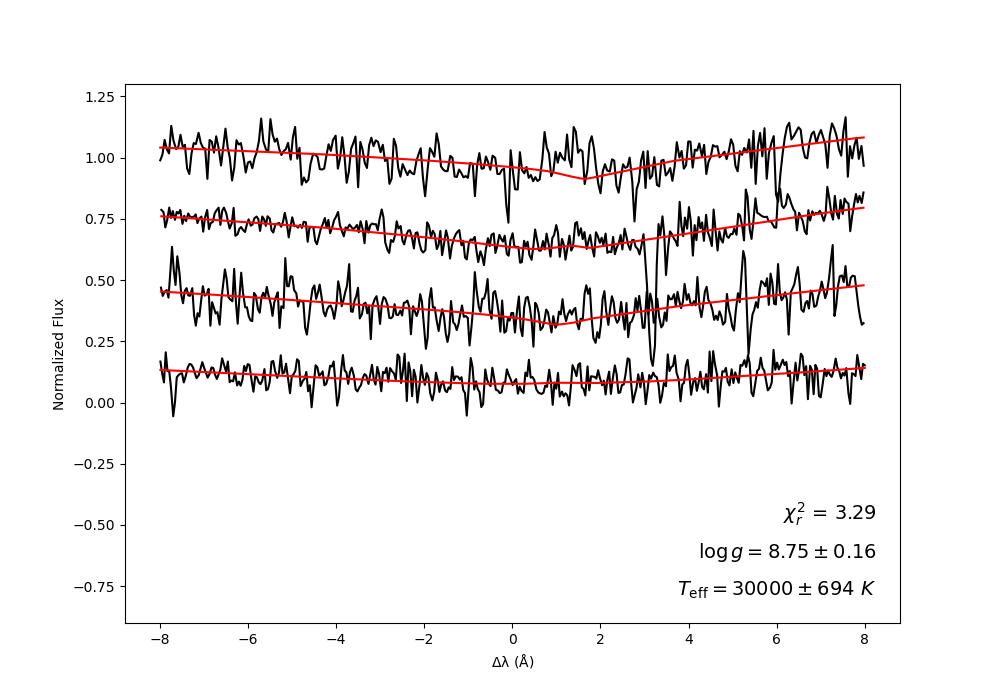 1.25
1.00
0.75
0.50
0.25
0.00
−0.25
−0.50
−0.75
Normalized Flux
χ²ᵣ = 3.29
log g = 8.75 ± 0.16
T_eff = 30000 ± 694 K
−8 −6 −4 −2 0 2 4 6 8
Δλ (Å)